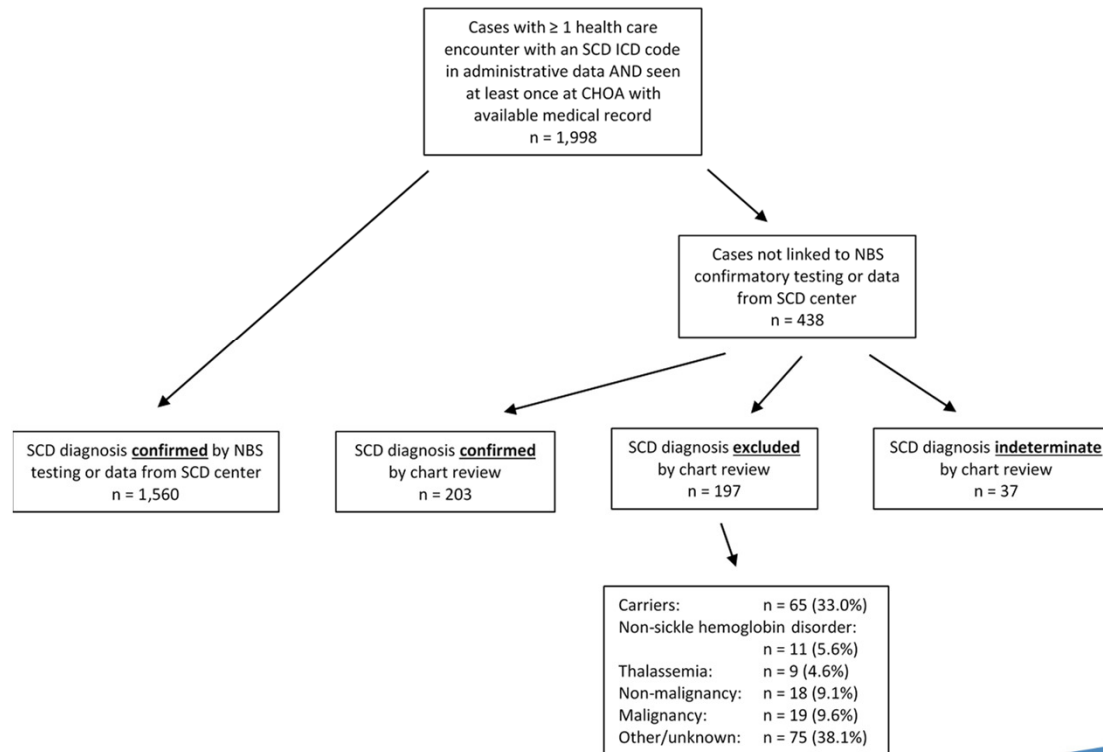 Cases with ≥ 1 health care
encounter with an SCD ICD code
in administrative data AND seen
at least once at CHOA with
available medical record
n = 1,998
Cases not linked to NBS
confirmatory testing or data
from SCD center
n = 438
SCD diagnosis confirmed by NBS
testing or data from SCD center
n = 1,560
SCD diagnosis confirmed
by chart review
n = 203
SCD diagnosis excluded
by chart review
n = 197
SCD diagnosis indeterminate
by chart review
n = 37
Carriers: n = 65 (33.0%)
Non-sickle hemoglobin disorder:
n = 11 (5.6%)
Thalassemia: n = 9 (4.6%)
Non-malignancy: n = 18 (9.1%)
Malignancy: n = 19 (9.6%)
Other/unknown: n = 75 (38.1%)